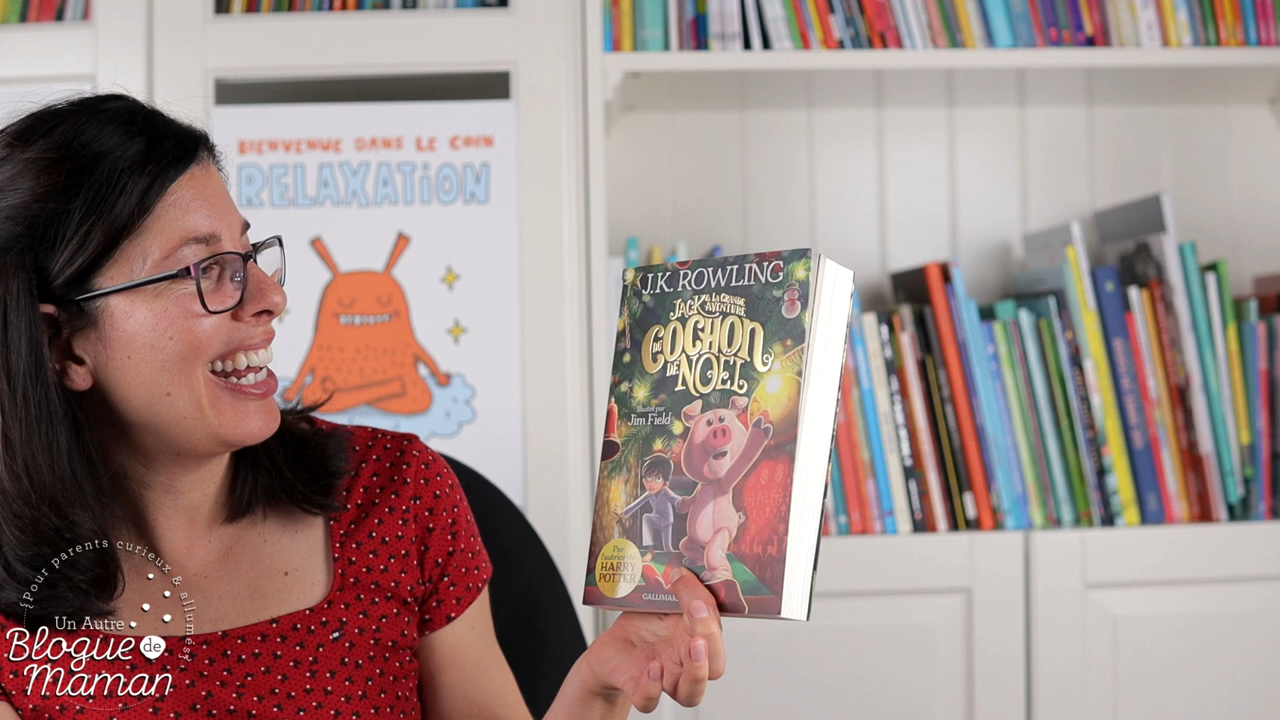 BIENVENUE DANS LE COIN
RELAXATION
J.K. ROWLING
JACK & LA GRANDE
AVENTURE
DU COCHON
DE NOËL
illustré par
Jim Field
Par
l'autrice de
HARRY
POTTER
GALLIMARD
{Pour parents curieux & allumés}
Un Autre
Blogue de
Maman